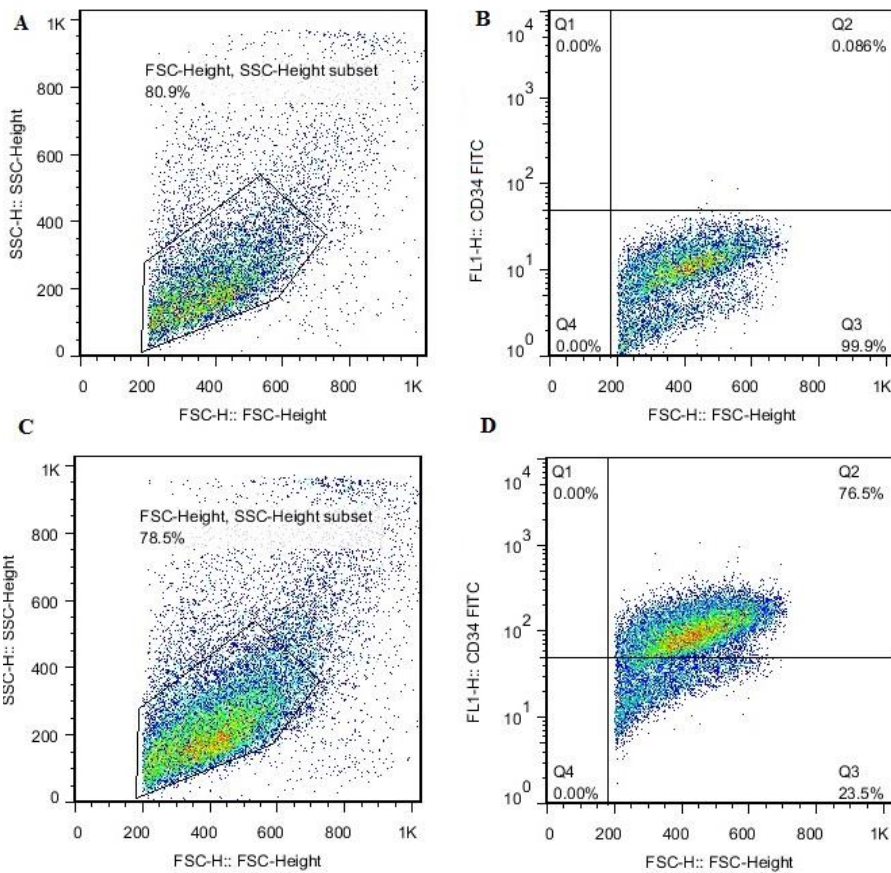 A
1K
800
600
400
200
0
SSC-H:: SSC-Height
FSC-Height, SSC-Height subset
80.9%
0 200 400 600 800 1K
FSC-H:: FSC-Height
B
10^4
10^3
10^2
10^1
10^0
FL1-H:: CD34 FITC
Q1
0.00%
Q2
0.086%
Q4
0.00%
Q3
99.9%
0 200 400 600 800 1K
FSC-H:: FSC-Height
C
1K
800
600
400
200
0
SSC-H:: SSC-Height
FSC-Height, SSC-Height subset
78.5%
0 200 400 600 800 1K
FSC-H:: FSC-Height
D
10^4
10^3
10^2
10^1
10^0
FL1-H:: CD34 FITC
Q1
0.00%
Q2
76.5%
Q4
0.00%
Q3
23.5%
0 200 400 600 800 1K
FSC-H:: FSC-Height